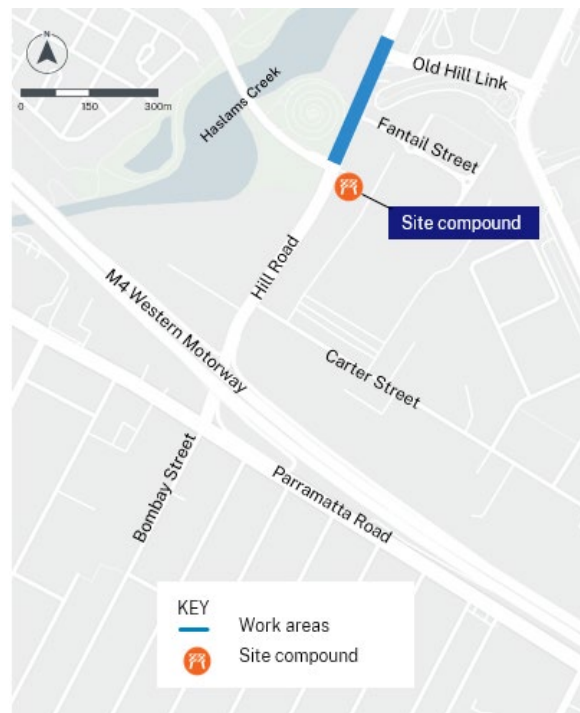 N
0 150 300m
Haslams Creek
Old Hill Link
Fantail Street
Site compound
Hill Road
M4 Western Motorway
Carter Street
Bombay Street
Parramatta Road
KEY
Work areas
Site compound